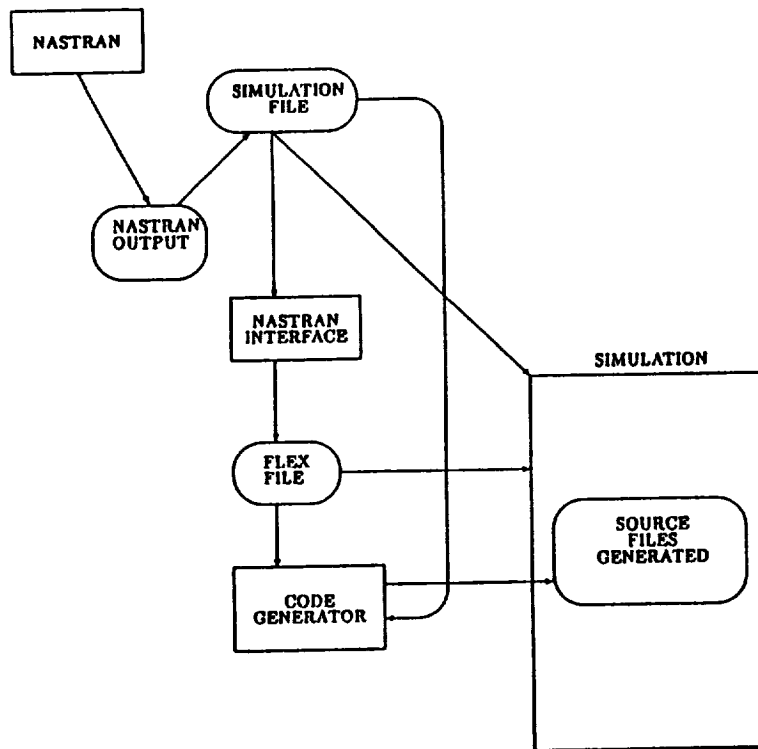 NASTRAN
SIMULATION
FILE
NASTRAN
OUTPUT
NASTRAN
INTERFACE
SIMULATION
FLEX
FILE
SOURCE
FILES
GENERATED
CODE
GENERATOR